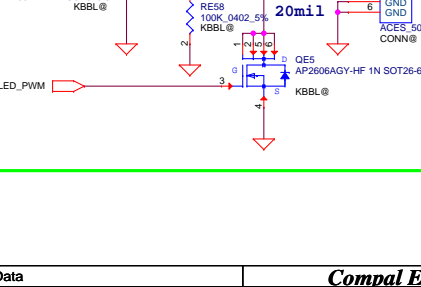 KBBL@
RE58
100K_0402_5%
KBBL@
2
20mil
GND
6
GND
CONN@
1
2
5
6
D
QE5
AP2606AGY-HF 1N SOT26-6
G
S
KBBL@
LED_PWM
3
4
Data
Compal E